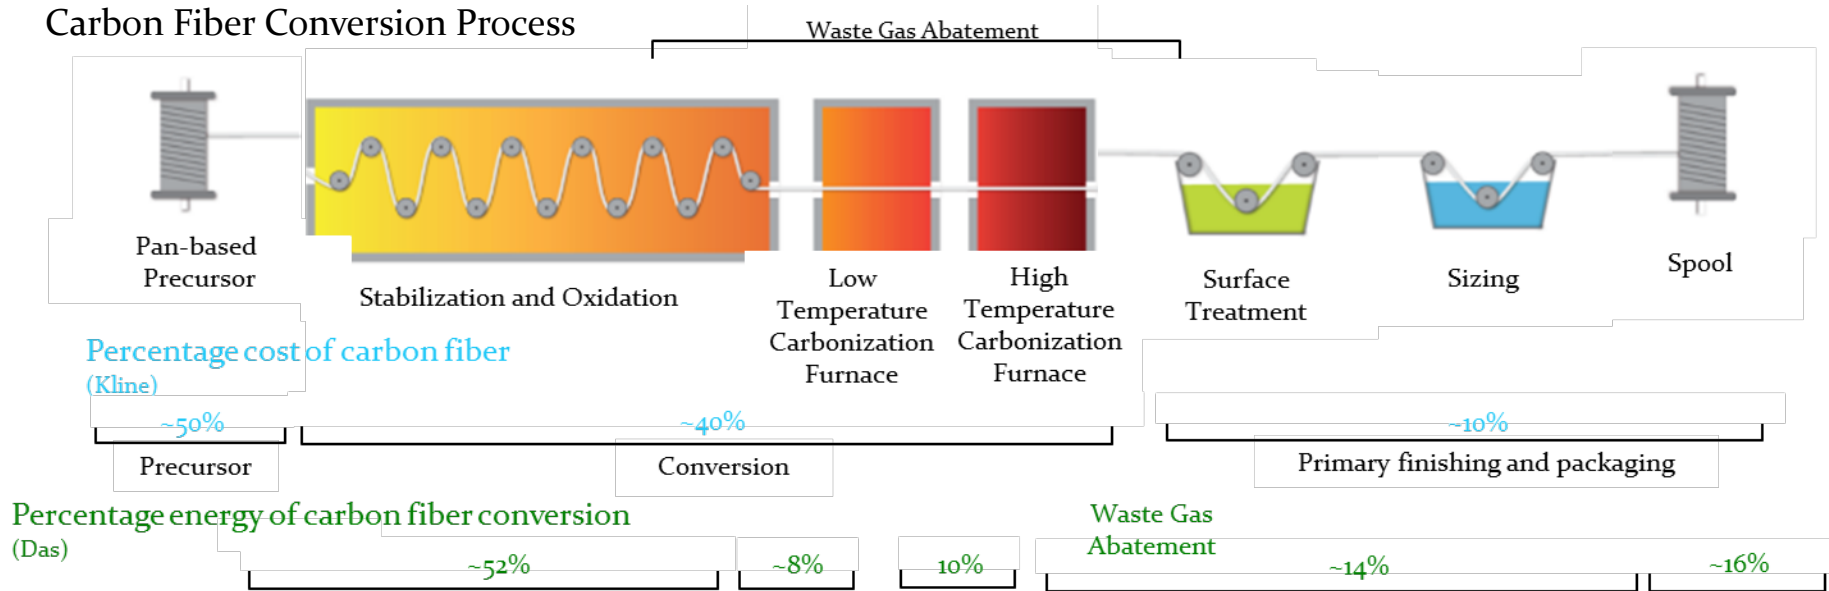 Carbon Fiber Conversion Process
Waste Gas Abatement
Pan-based
Precursor
Stabilization and Oxidation
Low
Temperature
Carbonization
Furnace
High
Temperature
Carbonization
Furnace
Surface
Treatment
Sizing
Spool
Percentage cost of carbon fiber
(Kline)
~50%
~40%
~10%
Precursor
Conversion
Primary finishing and packaging
Percentage energy of carbon fiber conversion
(Das)
Waste Gas
Abatement
~52%
~8%
10%
~14%
~16%